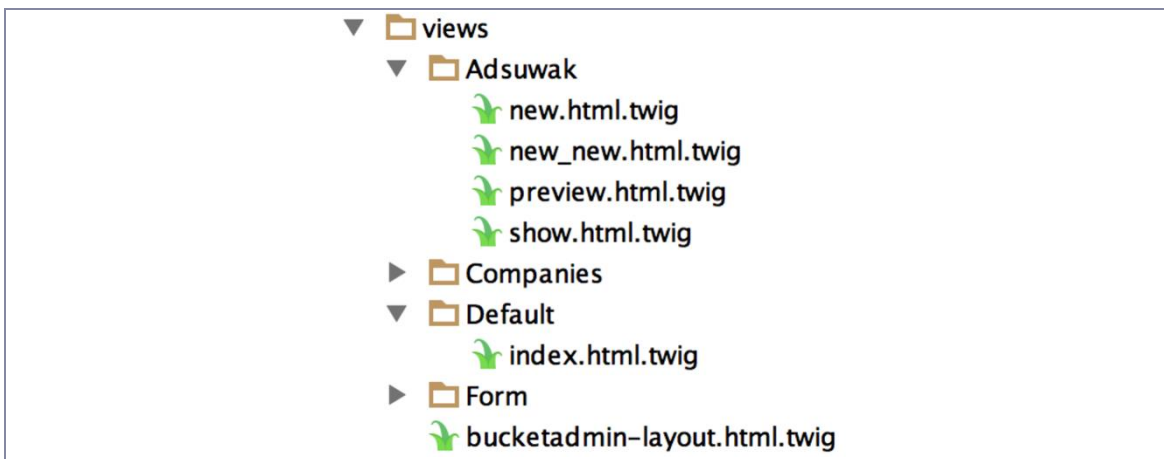 views
Adsuwak
new.html.twig
new_new.html.twig
preview.html.twig
show.html.twig
Companies
Default
index.html.twig
Form
bucketadmin-layout.html.twig